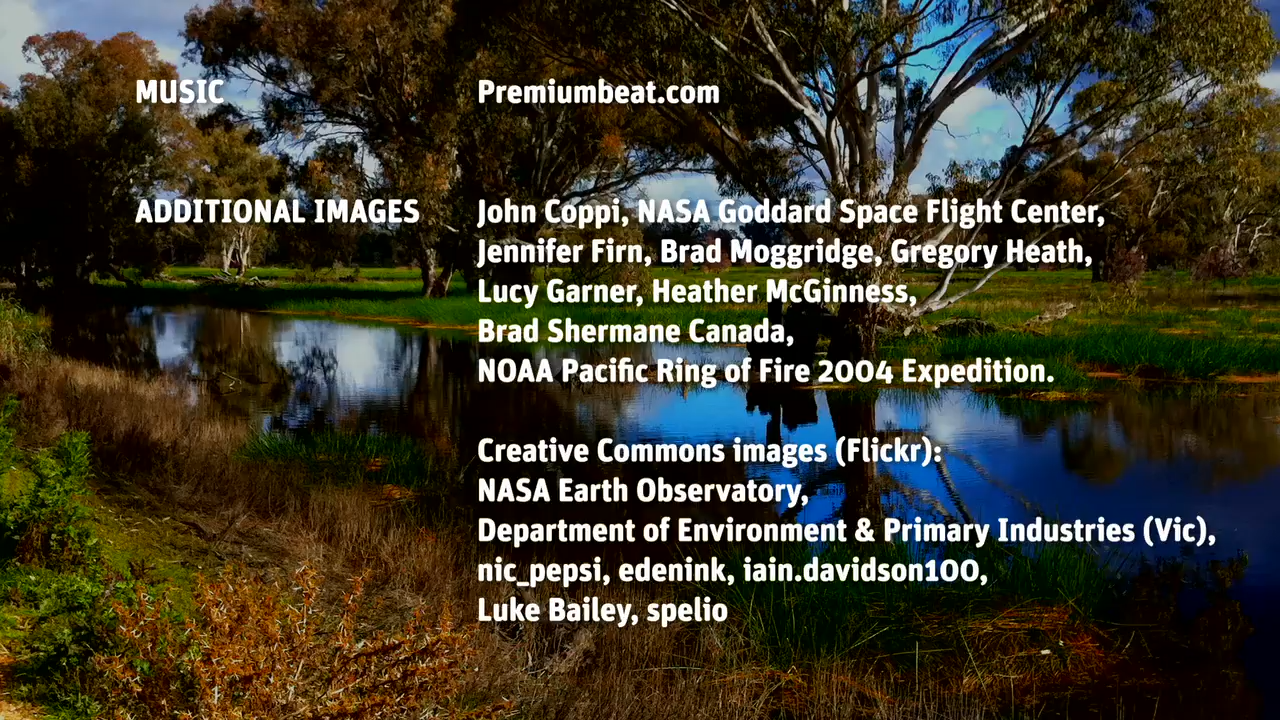 MUSIC Premiumbeat.com
ADDITIONAL IMAGES John Coppi, NASA Goddard Space Flight Center,
Jennifer Firn, Brad Moggridge, Gregory Heath,
Lucy Garner, Heather McGinness,
Brad Shermane Canada,
NOAA Pacific Ring of Fire 2004 Expedition.
Creative Commons images (Flickr):
NASA Earth Observatory,
Department of Environment & Primary Industries (Vic),
nic_pepsi, edenink, iain.davidson100,
Luke Bailey, spelio